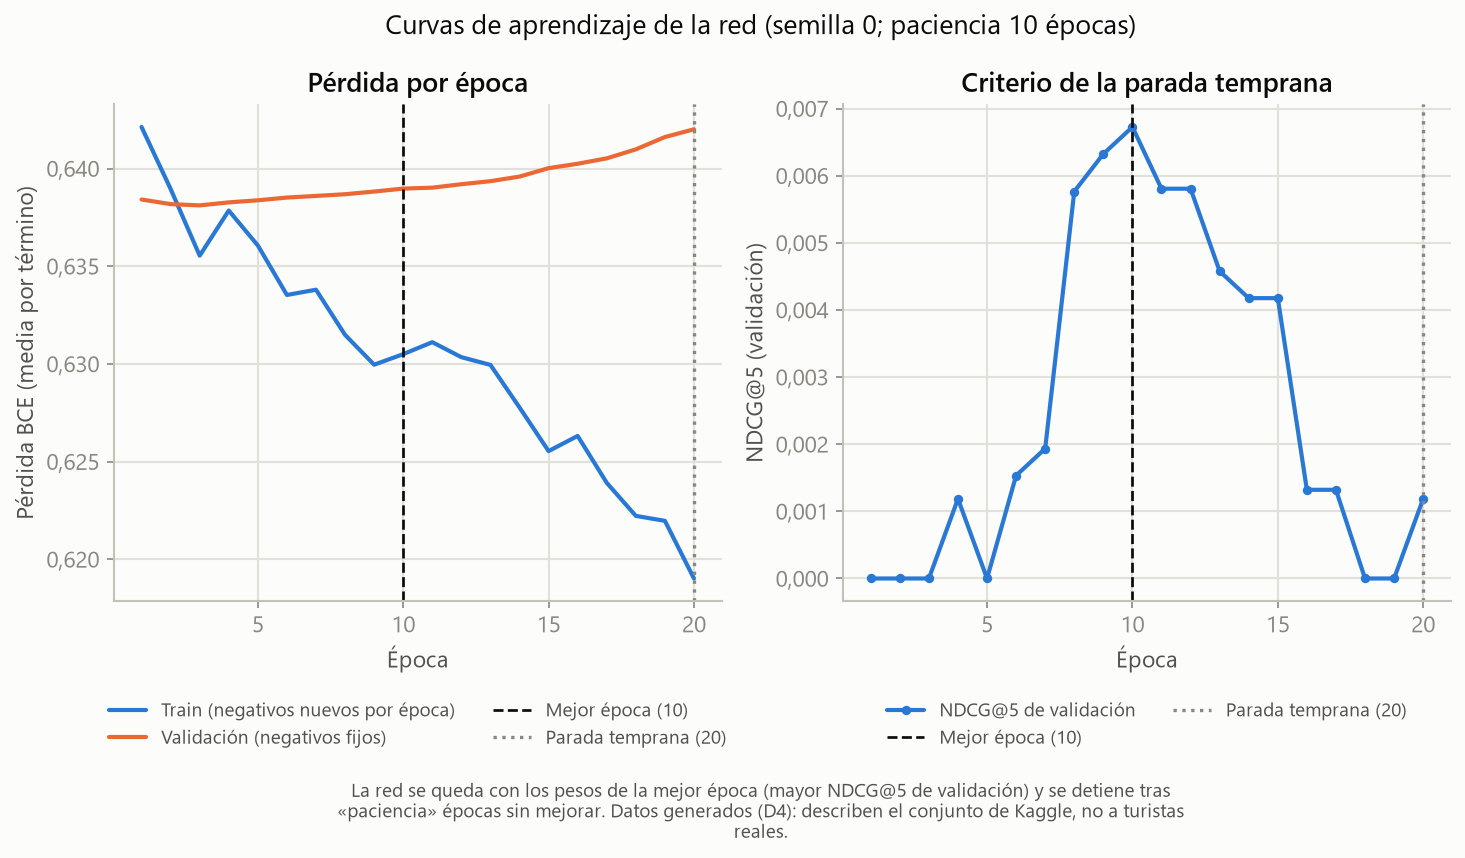 Curvas de aprendizaje de la red (semilla 0; paciencia 10 épocas)
Pérdida por época
Pérdida BCE (media por término)
0,640
0,635
0,630
0,625
0,620
5
10
15
20
Época
Train (negativos nuevos por época)
Validación (negativos fijos)
Mejor época (10)
Parada temprana (20)
Criterio de la parada temprana
NDCG@5 (validación)
0,007
0,006
0,005
0,004
0,003
0,002
0,001
0,000
5
10
15
20
Época
NDCG@5 de validación
Mejor época (10)
Parada temprana (20)
La red se queda con los pesos de la mejor época (mayor NDCG@5 de validación) y se detiene tras
«paciencia» épocas sin mejorar. Datos generados (D4): describen el conjunto de Kaggle, no a turistas
reales.